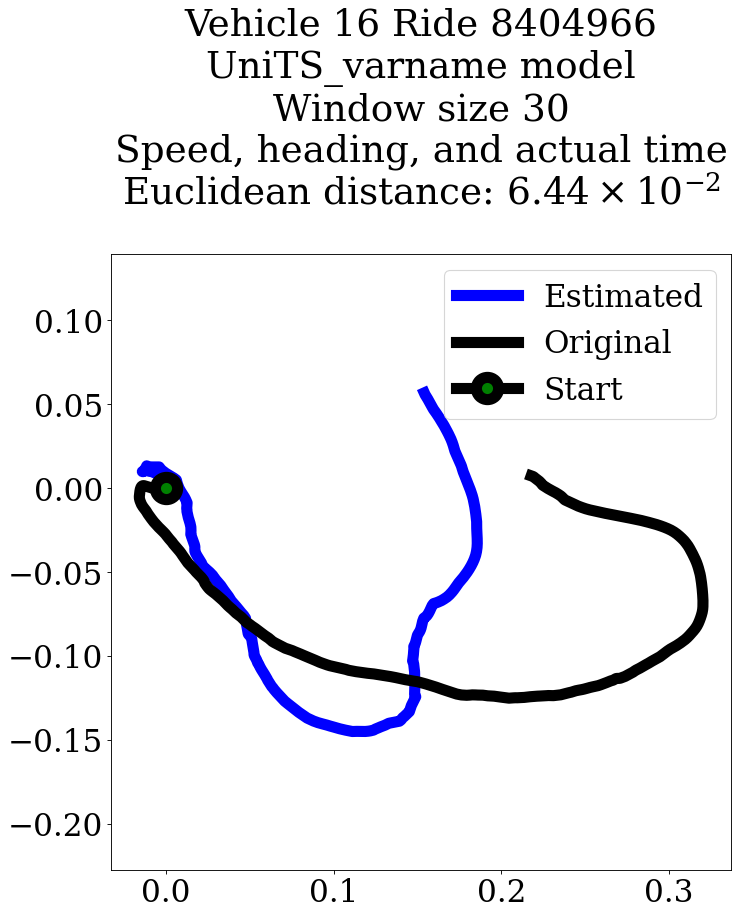 Vehicle 16 Ride 8404966
UniTS_varname model
Window size 30
Speed, heading, and actual time
Euclidean distance: 6.44 × 10⁻²
Estimated
Original
Start
0.10
0.05
0.00
−0.05
−0.10
−0.15
−0.20
0.0 0.1 0.2 0.3